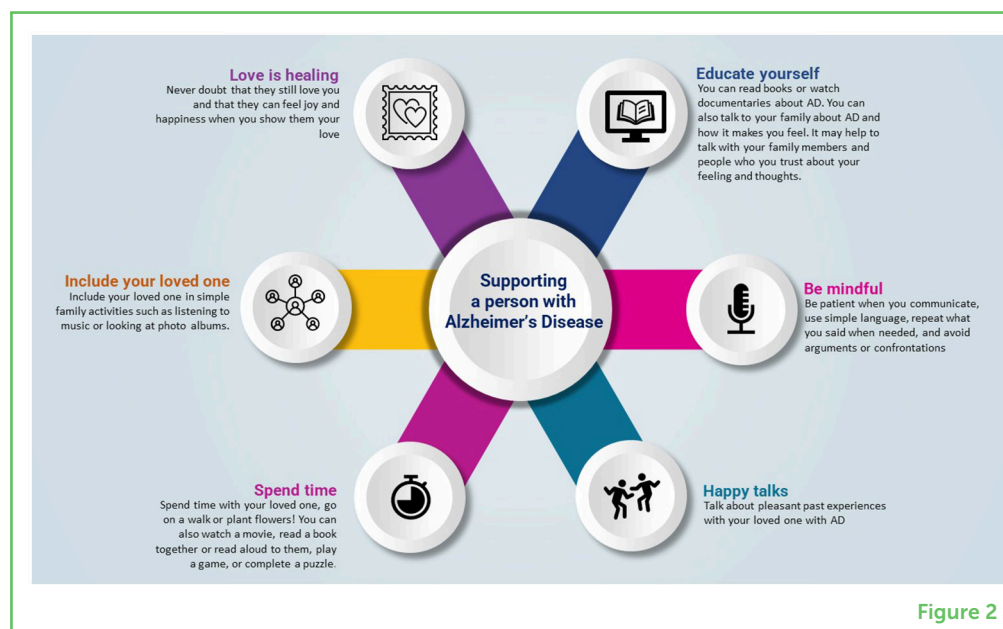 Love is healing
Never doubt that they still love you
and that they can feel joy and
happiness when you show them your
love
Educate yourself
You can read books or watch
documentaries about AD. You can
also talk to your family about AD and
how it makes you feel. It may help to
talk with your family members and
people who you trust about your
feeling and thoughts.
Include your loved one
Include your loved one in simple
family activities such as listening to
music or looking at photo albums.
Supporting
a person with
Alzheimer's Disease
Be mindful
Be patient when you communicate,
use simple language, repeat what
you said when needed, and avoid
arguments or confrontations
Spend time
Spend time with your loved one, go
on a walk or plant flowers! You can
also watch a movie, read a book
together or read aloud to them, play
a game, or complete a puzzle.
Happy talks
Talk about pleasant past experiences
with your loved one with AD
Figure 2